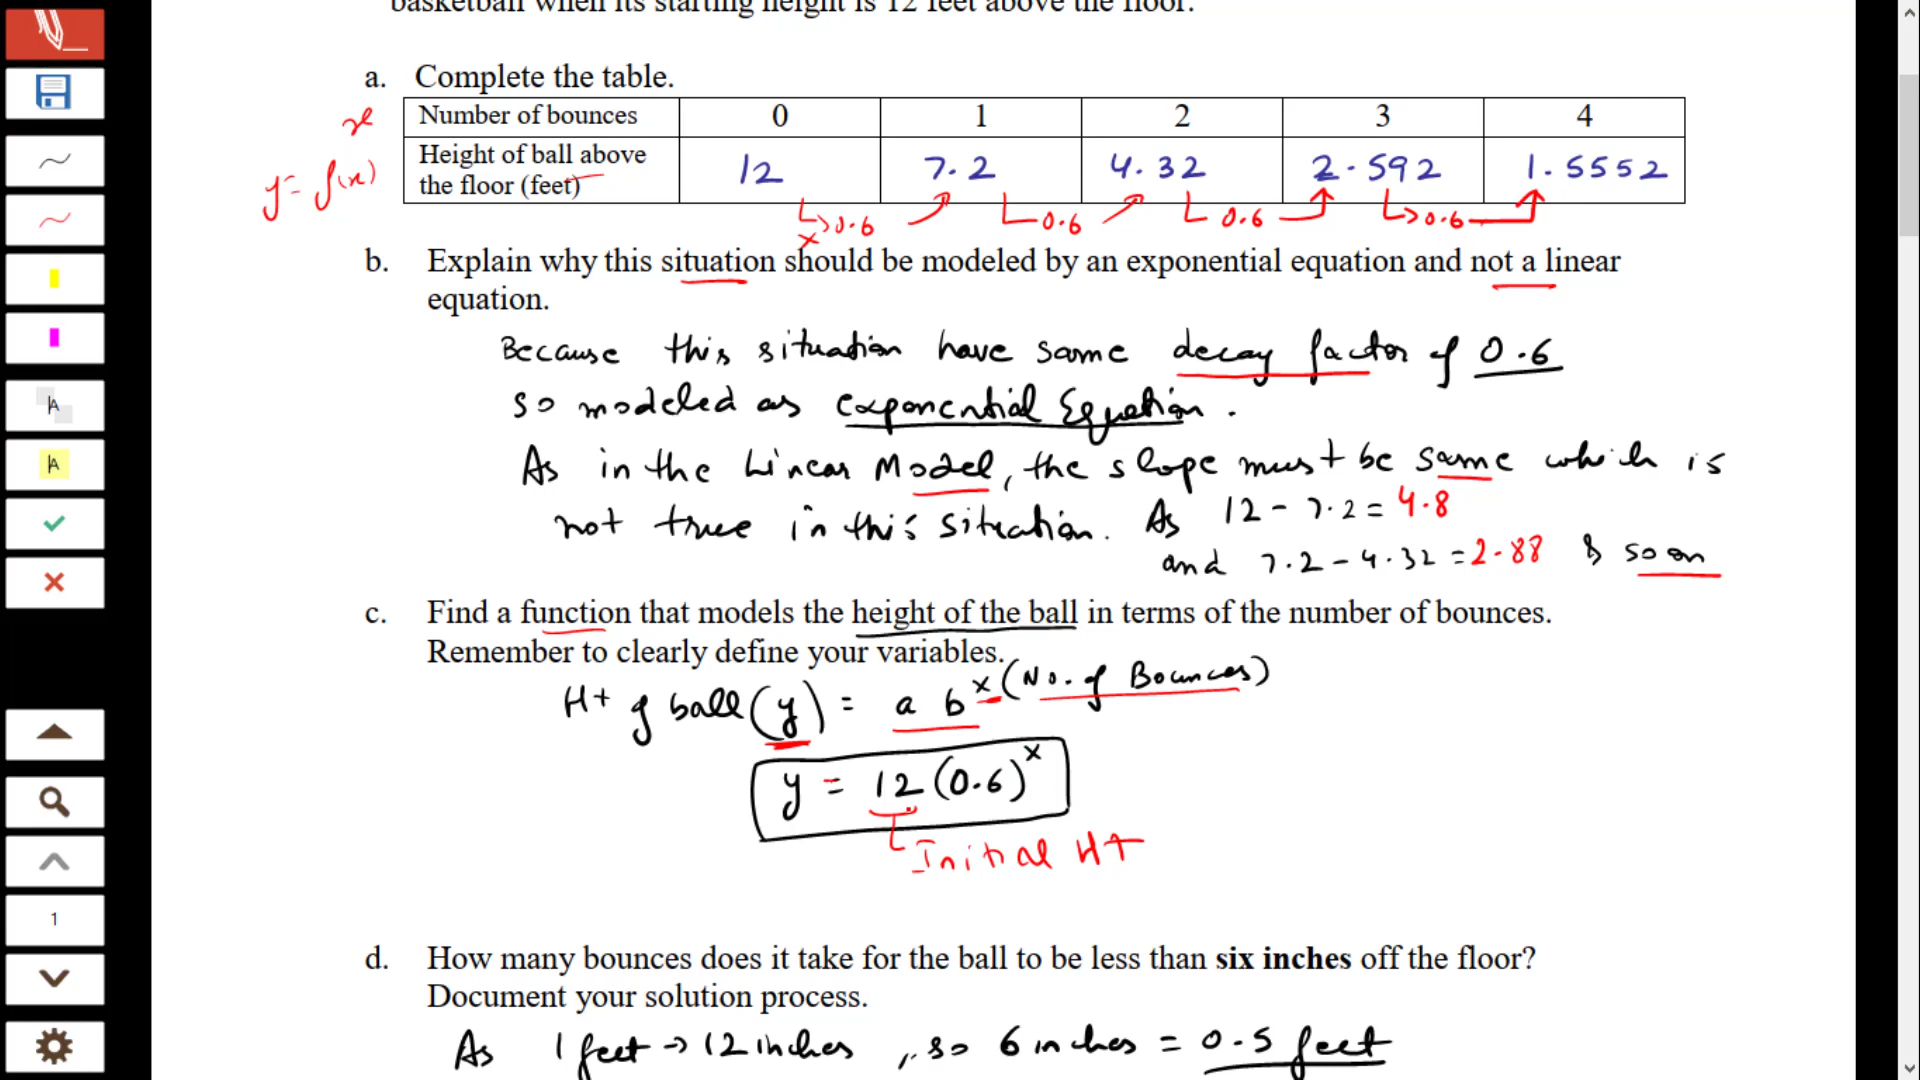 basketball when its starting height is 12 feet above the floor.
a. Complete the table.
x Number of bounces 0 1 2 3 4
y = f(x) Height of ball above the floor (feet) 12 7.2 4.32 2.592 1.5552
x 0.6 0.6 0.6 0.6
b. Explain why this situation should be modeled by an exponential equation and not a linear
equation.
Because this situation have same decay factor of 0.6
so modeled as exponential Equation.
As in the Linear Model, the slope must be same which is
not true in this situation. As 12 - 7.2 = 4.8
and 7.2 - 4.32 = 2.88 & so on
c. Find a function that models the height of the ball in terms of the number of bounces.
Remember to clearly define your variables.
Ht of ball (y) = a b^x (No. of Bounces)
y = 12 (0.6)^x
Initial Ht
d. How many bounces does it take for the ball to be less than six inches off the floor?
Document your solution process.
As 1 feet → 12 inches, so 6 inches = 0.5 feet
1